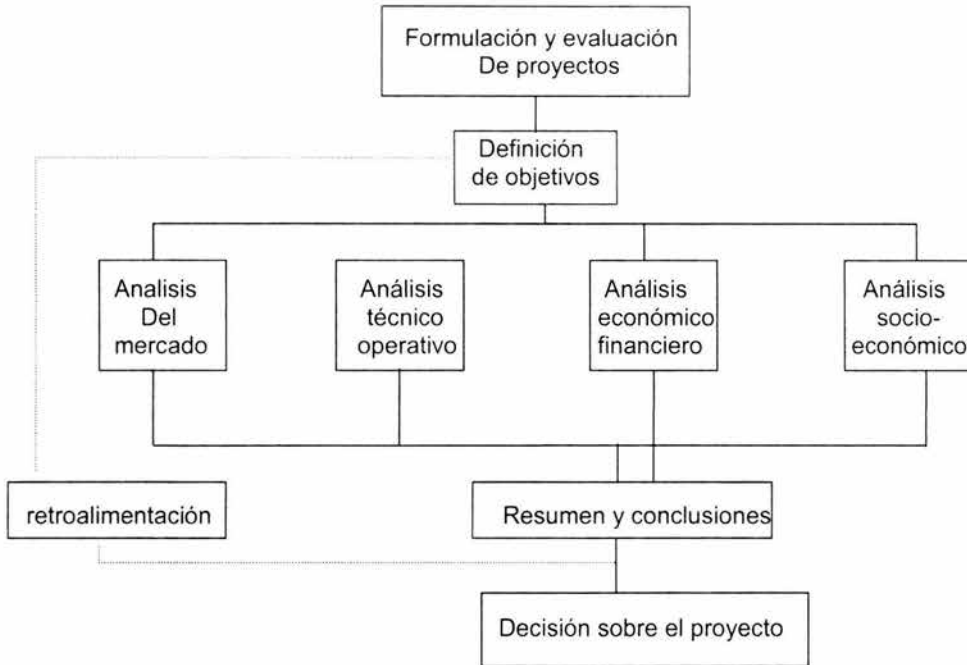 Formulación y evaluación
De proyectos
Definición
de objetivos
Analisis
Del
mercado
Análisis
técnico
operativo
Análisis
económico
financiero
Análisis
socio-
económico
retroalimentación
Resumen y conclusiones
Decisión sobre el proyecto